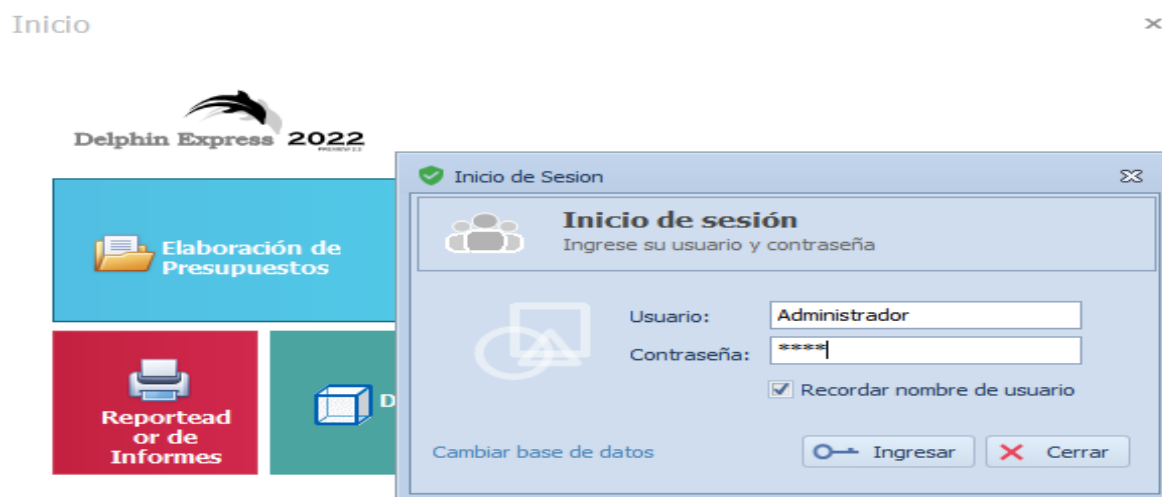 Inicio
Delphin Express 2022
Inicio de Sesion
Inicio de sesión
Ingrese su usuario y contraseña
Elaboración de
Presupuestos
Usuario:
Administrador
Contraseña:
****
Recordar nombre de usuario
Reportead
or de
Informes
D
Cambiar base de datos
Ingresar
Cerrar